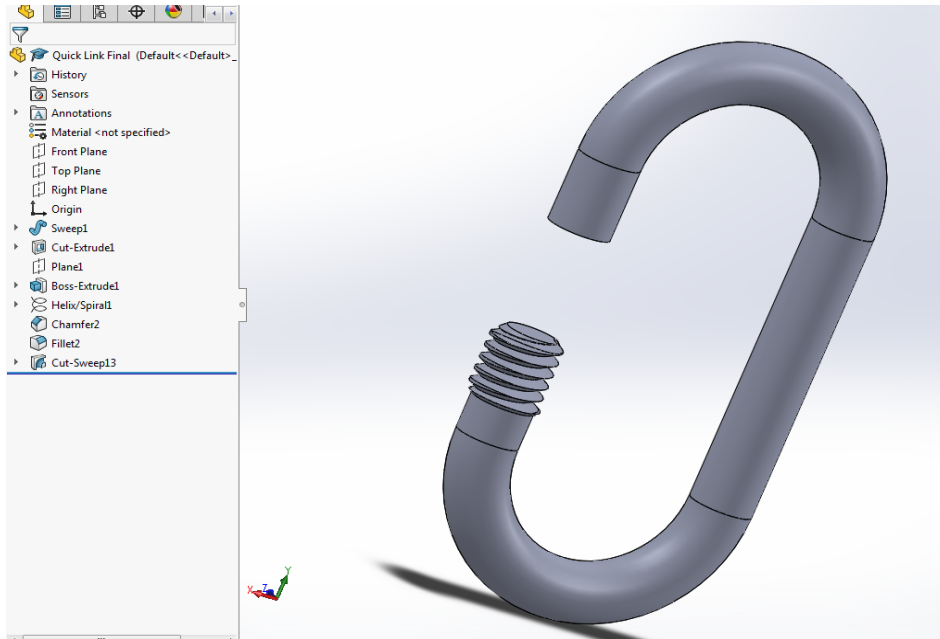 Quick Link Final (Default<<Default>_
History
Sensors
Annotations
Material <not specified>
Front Plane
Top Plane
Right Plane
Origin
Sweep1
Cut-Extrude1
Plane1
Boss-Extrude1
Helix/Spiral1
Chamfer2
Fillet2
Cut-Sweep13
Y
X
Z